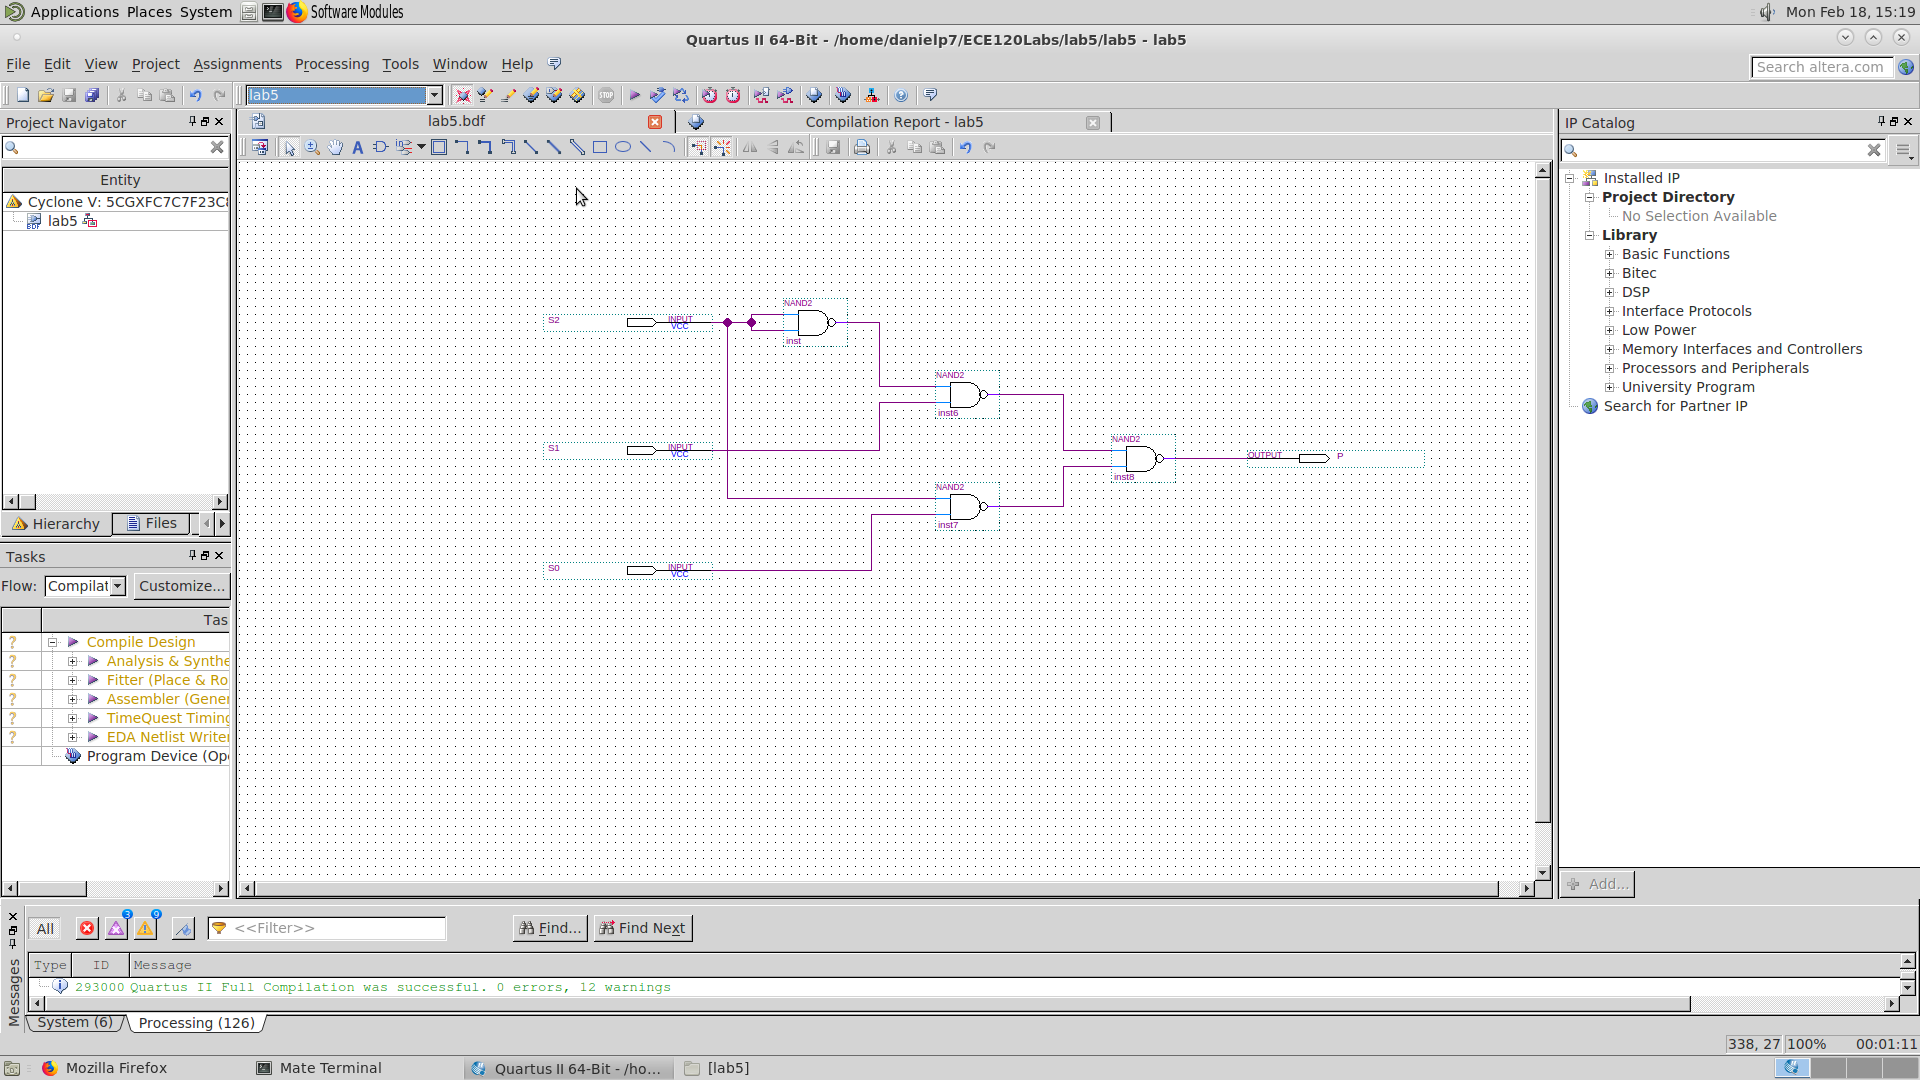 Applications Places System Software Modules Mon Feb 18, 15:19
Quartus II 64-Bit - /home/danielp7/ECE120Labs/lab5/lab5 - lab5
File Edit View Project Assignments Processing Tools Window Help
Search altera.com
lab5
STOP
Project Navigator
lab5.bdf
Compilation Report - lab5
IP Catalog
A
Entity
Cyclone V: 5CGXFC7C7F23C8
BDF
lab5
Hierarchy Files
Tasks
Flow: Compilat Customize...
Tas
Compile Design
Analysis & Synthe
Fitter (Place & Ro
Assembler (Gener
TimeQuest Timing
EDA Netlist Writer
Program Device (Ope
S2 INPUT
VCC
NAND2
inst
NAND2
inst6
S1 INPUT
VCC
NAND2
inst8
OUTPUT P
NAND2
inst7
S0 INPUT
VCC
Installed IP
Project Directory
No Selection Available
Library
Basic Functions
Bitec
DSP
Interface Protocols
Low Power
Memory Interfaces and Controllers
Processors and Peripherals
University Program
Search for Partner IP
Add...
All 3 9 <<Filter>> Find... Find Next
Type ID Message
293000 Quartus II Full Compilation was successful. 0 errors, 12 warnings
Messages
System (6) Processing (126)
338, 27 100% 00:01:11
Mozilla Firefox Mate Terminal Quartus II 64-Bit - /ho... [lab5]